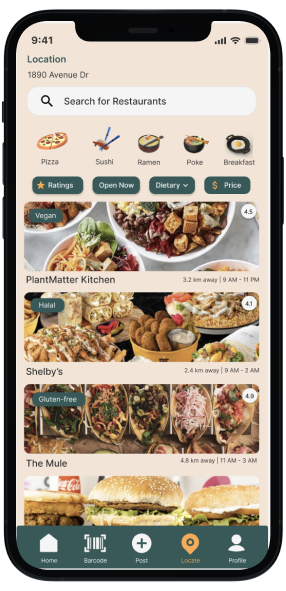 9:41
Location
1890 Avenue Dr
Search for Restaurants
Pizza Sushi Ramen Poke Breakfast
Ratings Open Now Dietary $ Price
Vegan 4.5
PlantMatter Kitchen 3.2 km away | 9 AM - 11 PM
Halal 4.1
Shelby's 2.4 km away | 9 AM - 2 AM
Gluten-free 4.9
The Mule 4.8 km away | 11 AM - 3 AM
Coca-Cola
Home Barcode Post Locate Profile